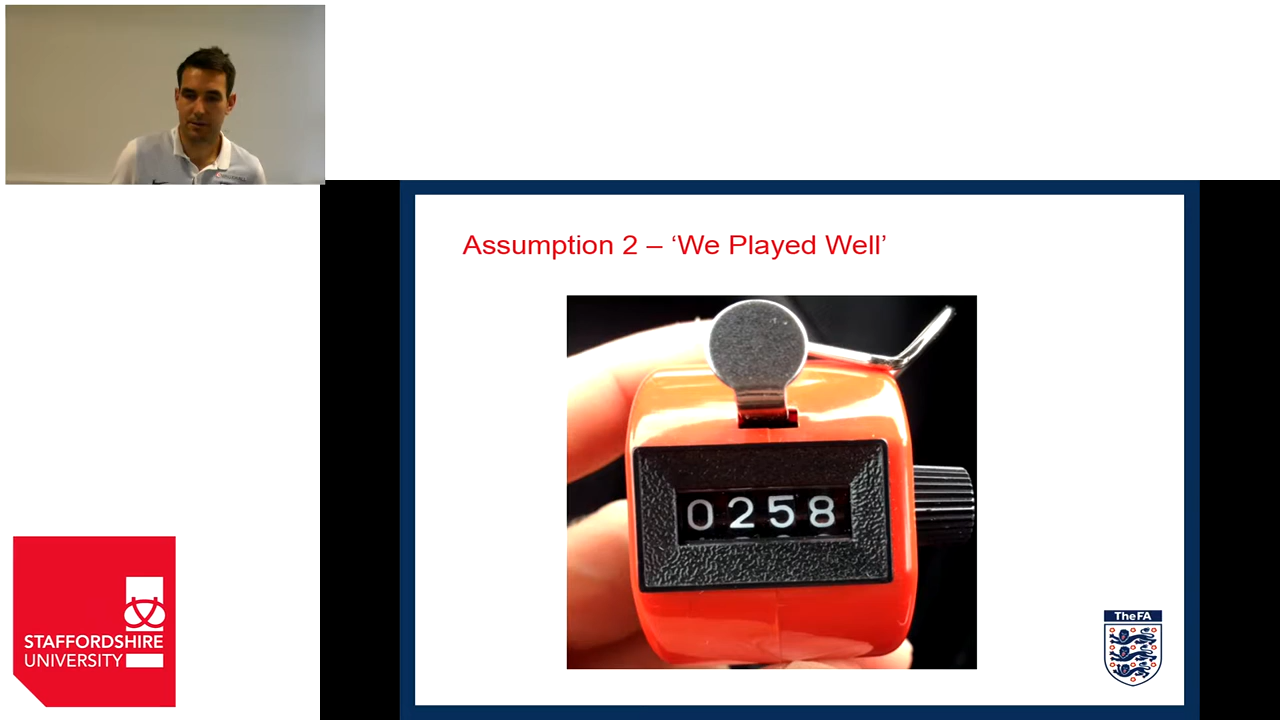 Assumption 2 – ‘We Played Well’
0258
TheFA
STAFFORDSHIRE
UNIVERSITY